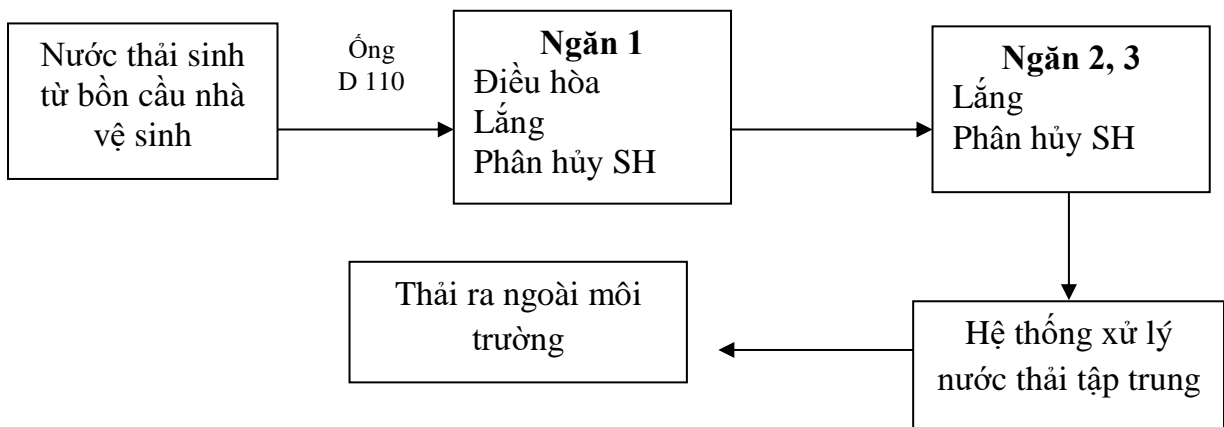 Nước thải sinh
từ bồn cầu nhà
vệ sinh
Ống
D 110
Ngăn 1
Điều hòa
Lắng
Phân hủy SH
Ngăn 2, 3
Lắng
Phân hủy SH
Hệ thống xử lý
nước thải tập trung
Thải ra ngoài môi
trường